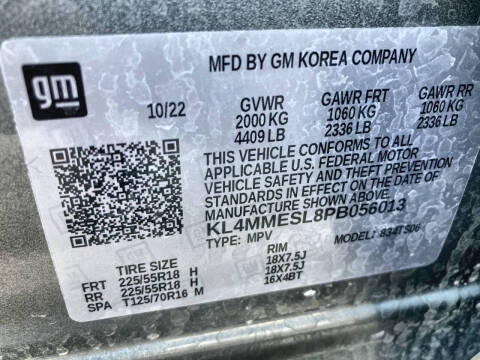 MFD BY GM KOREA COMPANY
gm
10/22 GVWR GAWR FRT GAWR RR
2000 KG 1060 KG 1060 KG
4409 LB 2336 LB 2336 LB
THIS VEHICLE CONFORMS TO ALL
APPLICABLE U.S. FEDERAL MOTOR
VEHICLE SAFETY AND THEFT PREVENTION
STANDARDS IN EFFECT ON THE DATE OF
MANUFACTURE SHOWN ABOVE.
KL4MMESL8PB056013
TYPE: MPV MODEL: 834TS06
TIRE SIZE RIM
FRT 225/55R18 H 18X7.5J
RR 225/55R18 H 18X7.5J
SPA T125/70R16 M 16X4BT